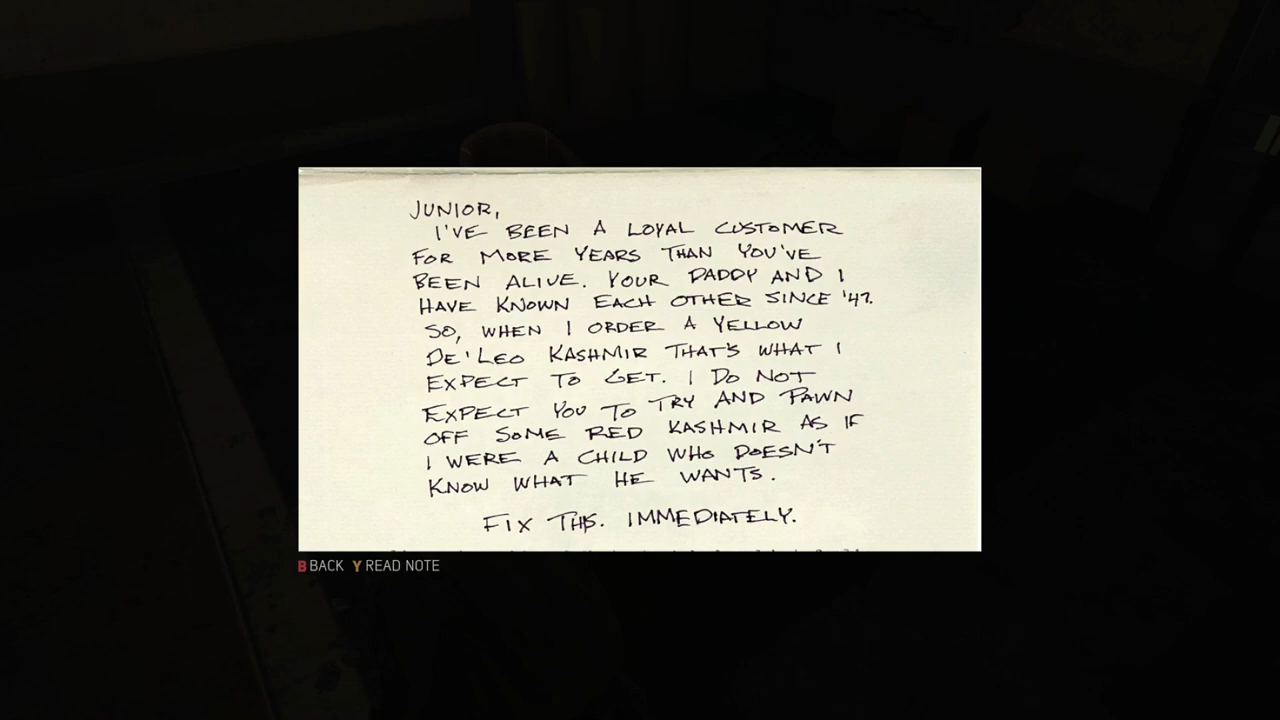 JUNIOR,
I'VE BEEN A LOYAL CUSTOMER
FOR MORE YEARS THAN YOU'VE
BEEN ALIVE. YOUR DADDY AND I
HAVE KNOWN EACH OTHER SINCE '47.
SO, WHEN I ORDER A YELLOW
DE'LEO KASHMIR THAT'S WHAT I
EXPECT TO GET. I DO NOT
EXPECT YOU TO TRY AND PAWN
OFF SOME RED KASHMIR AS IF
I WERE A CHILD WHO DOESN'T
KNOW WHAT HE WANTS.
FIX THIS. IMMEDIATELY.
B BACK Y READ NOTE